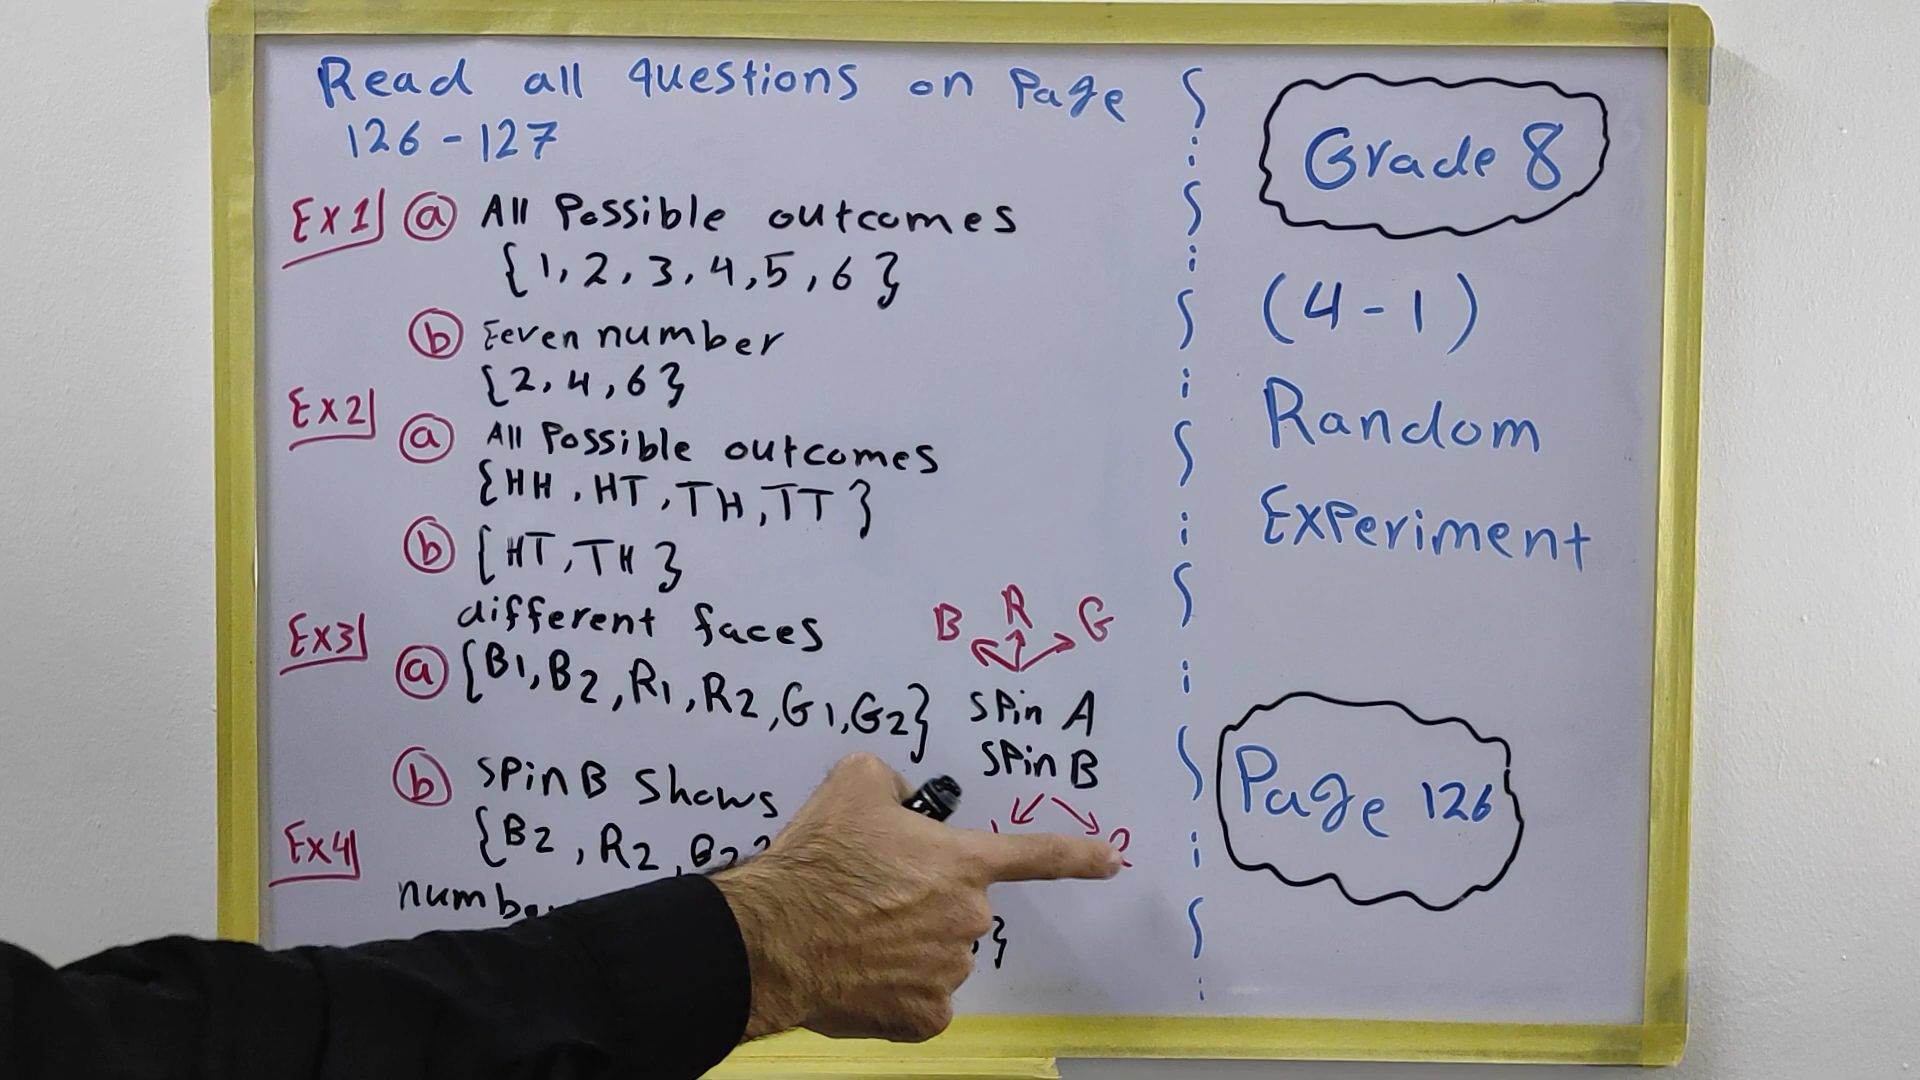 Read all questions on Page
126 - 127
Ex1 a All Possible outcomes
{ 1, 2, 3, 4, 5, 6 }
b Eeven number
{2, 4, 6}
Ex2
a All Possible outcomes
{HH, HT, TH, TT }
b {HT, TH }
different faces
Ex3
a {B1, B2, R1, R2, G1, G2}
b spin B shows
{B2, R2,
Ex4
B R G
spin A
spin B
2
Grade 8
(4-1)
Random
Experiment
Page 126